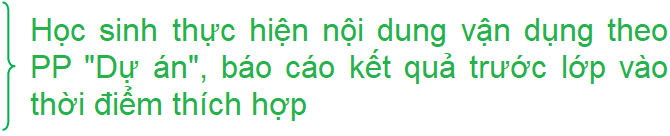 Học sinh thực hiện nội dung vận dụng theo
PP "Dự án", báo cáo kết quả trước lớp vào
thời điểm thích hợp